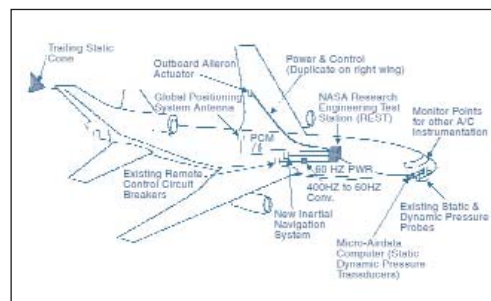 Trailing Static
Cone
Outboard Aileron
Actuator
Power & Control
(Duplicate on right wing)
Global Positioning
System Antenna
NASA Research
Engineering Test
Station (REST)
Monitor Points
for other A/C
Instrumentation
PCM
60 HZ PWR.
Existing Remote
Control Circuit
Breakers
400HZ to 60HZ
Conv.
New Inertial
Navigation
System
Existing Static &
Dynamic Pressure
Probes
Micro-Airdata
Computer (Static
Dynamic Pressure
Transducers)